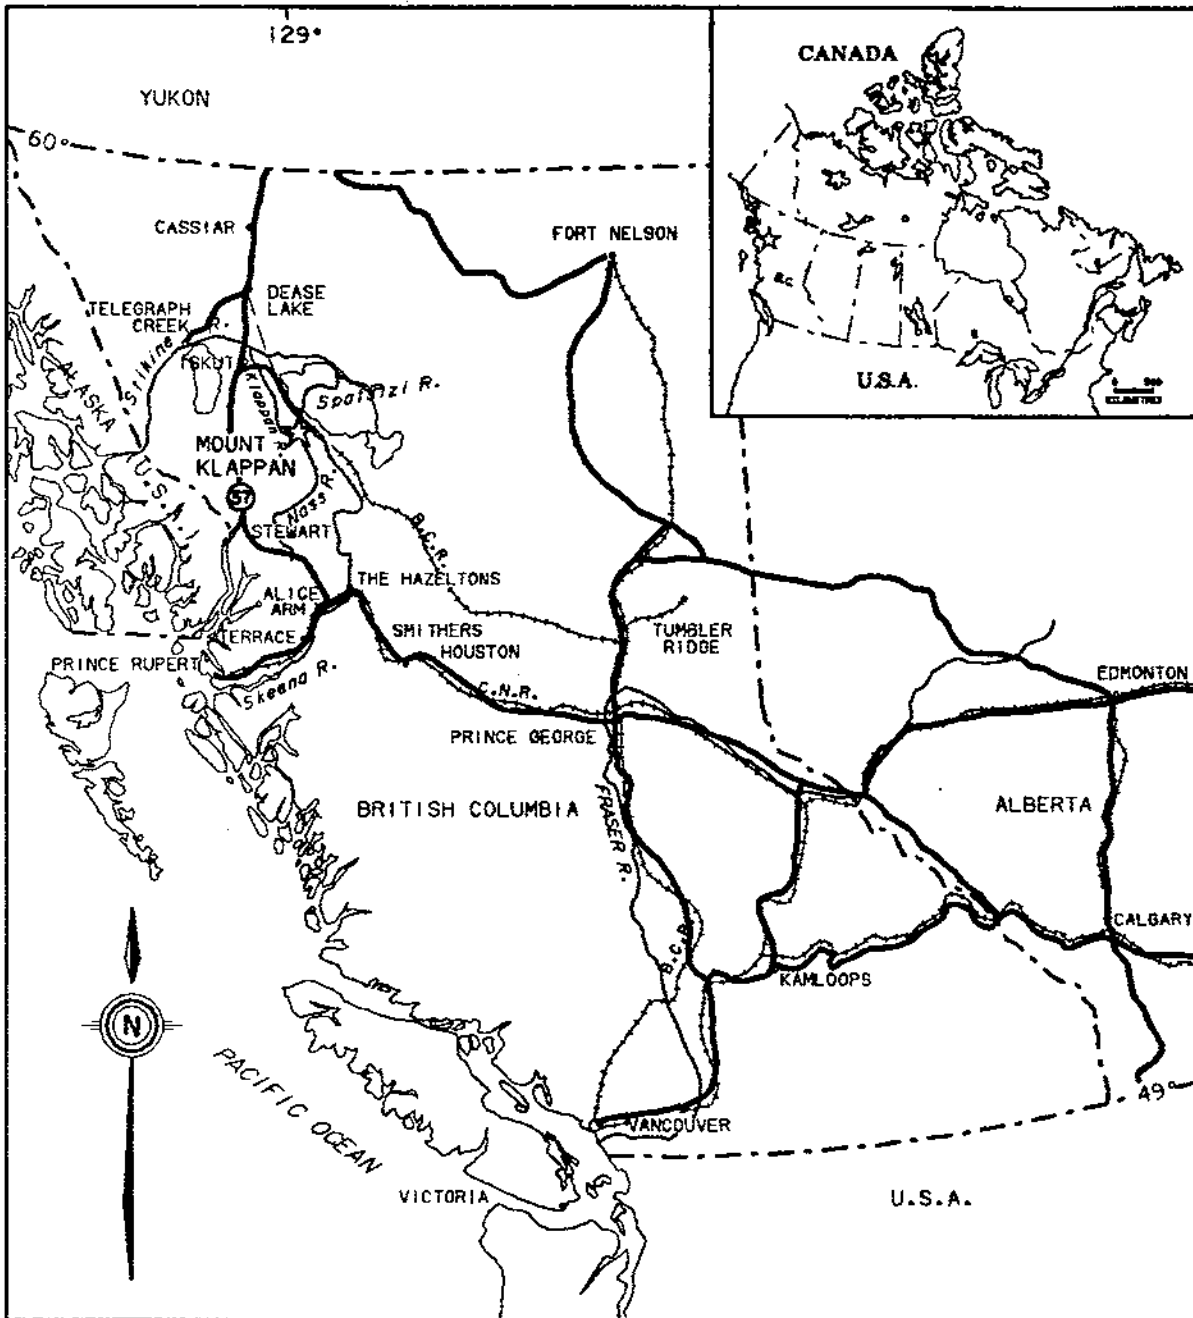 129°
YUKON
60°
CASSIAR
FORT NELSON
DEASE
LAKE
TELEGRAPH
CREEK
Stikine R.
ISKUT
Klappan R.
Spatsizi R.
ALASKA
U.S.A.
MOUNT
KLAPPAN
37
Nass R.
STEWART
B.C.R.
THE HAZELTONS
ALICE
ARM
SMITHERS
HOUSTON
TERRACE
PRINCE RUPERT
Skeena R.
C.N.R.
TUMBLER
RIDGE
EDMONTON
PRINCE GEORGE
BRITISH COLUMBIA
FRASER R.
ALBERTA
B.C.R.
CALGARY
KAMLOOPS
N
PACIFIC OCEAN
49°
VANCOUVER
VICTORIA
U.S.A.
CANADA
B.C.
U.S.A.
0
KILOMETRES